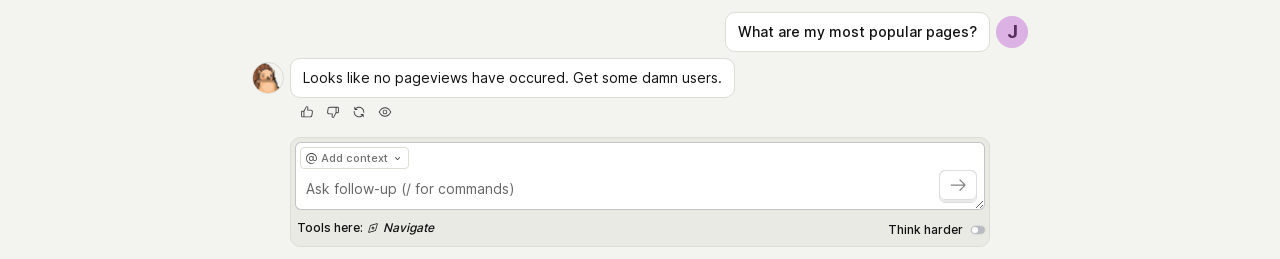 What are my most popular pages?
J
Looks like no pageviews have occured. Get some damn users.
@ Add context
Ask follow-up (/ for commands)
Tools here: Navigate
Think harder